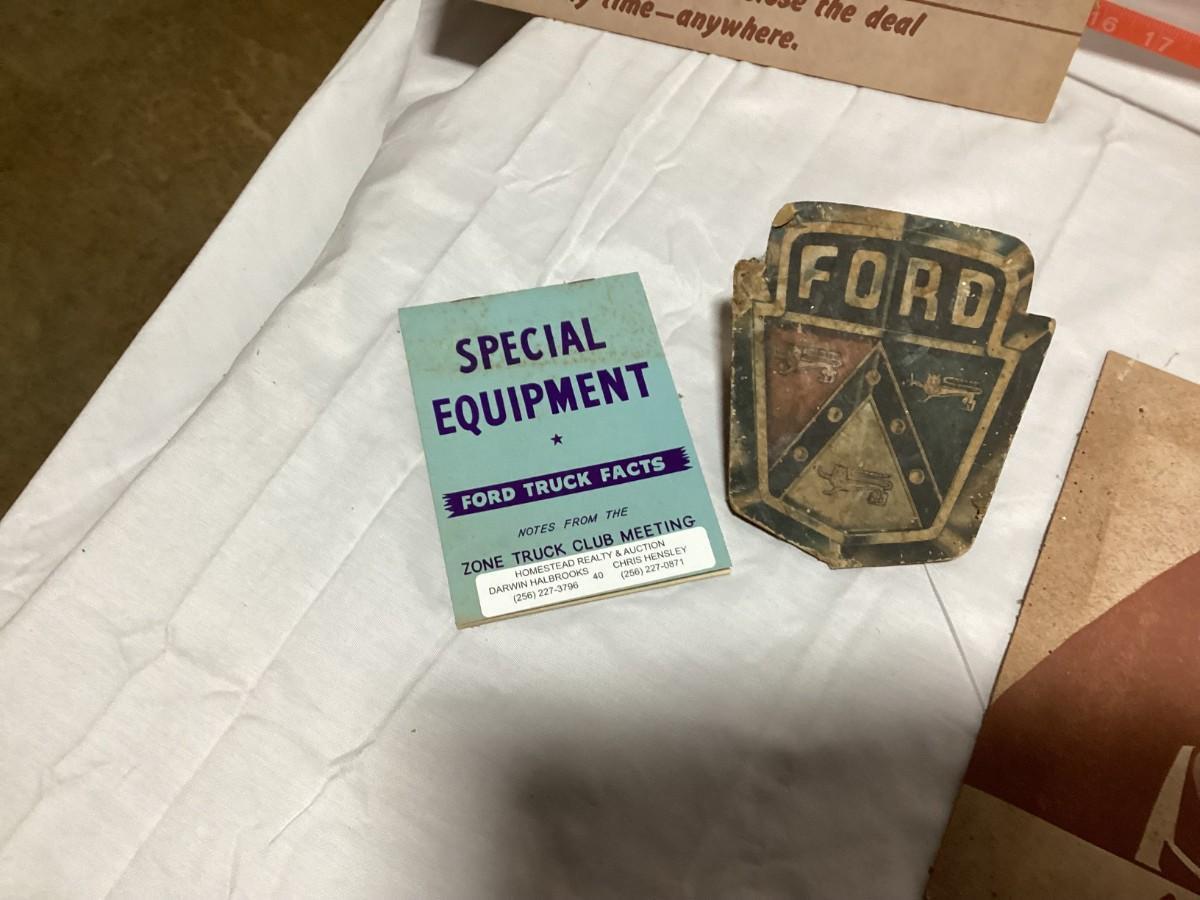 the deal
time—anywhere.
16 17
FORD
SPECIAL
EQUIPMENT
FORD TRUCK FACTS
NOTES FROM THE
ZONE TRUCK CLUB MEETING
HOMESTEAD REALTY & AUCTION
DARWIN HALBROOKS 40 CHRIS HENSLEY
(256) 227-3796 (256) 227-0871